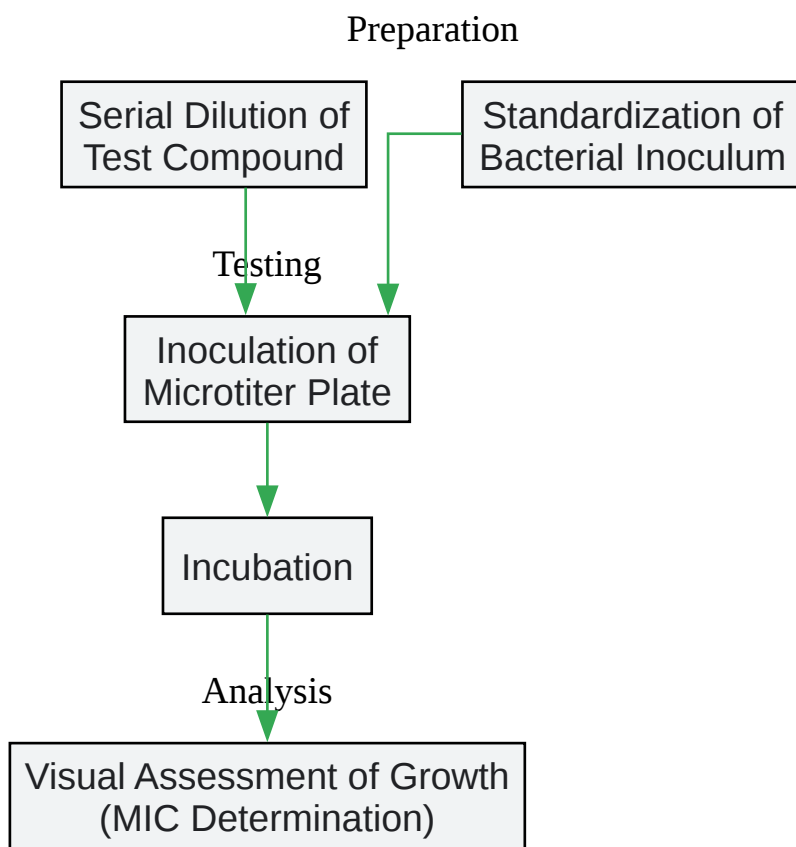 Preparation
Serial Dilution of
Test Compound
Standardization of
Bacterial Inoculum
Testing
Inoculation of
Microtiter Plate
Incubation
Analysis
Visual Assessment of Growth
(MIC Determination)